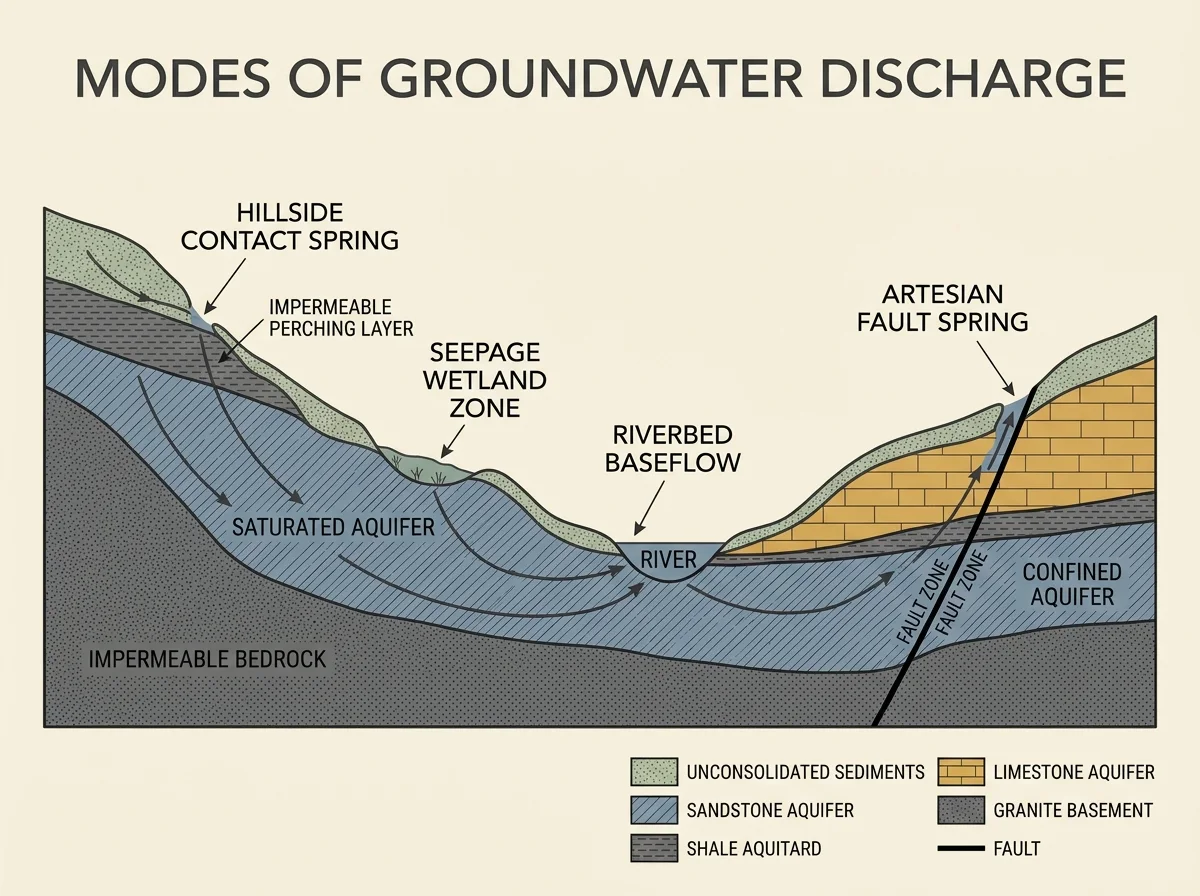 MODES OF GROUNDWATER DISCHARGE
HILLSIDE
CONTACT SPRING
IMPERMEABLE
PERCHING LAYER
SEEPAGE
WETLAND
ZONE
RIVERBED
BASEFLOW
ARTESIAN
FAULT SPRING
SATURATED AQUIFER
RIVER
FAULT ZONE
FAULT ZONE
CONFINED
AQUIFER
IMPERMEABLE BEDROCK
UNCONSOLIDATED SEDIMENTS
SANDSTONE AQUIFER
SHALE AQUITARD
LIMESTONE AQUIFER
GRANITE BASEMENT
FAULT